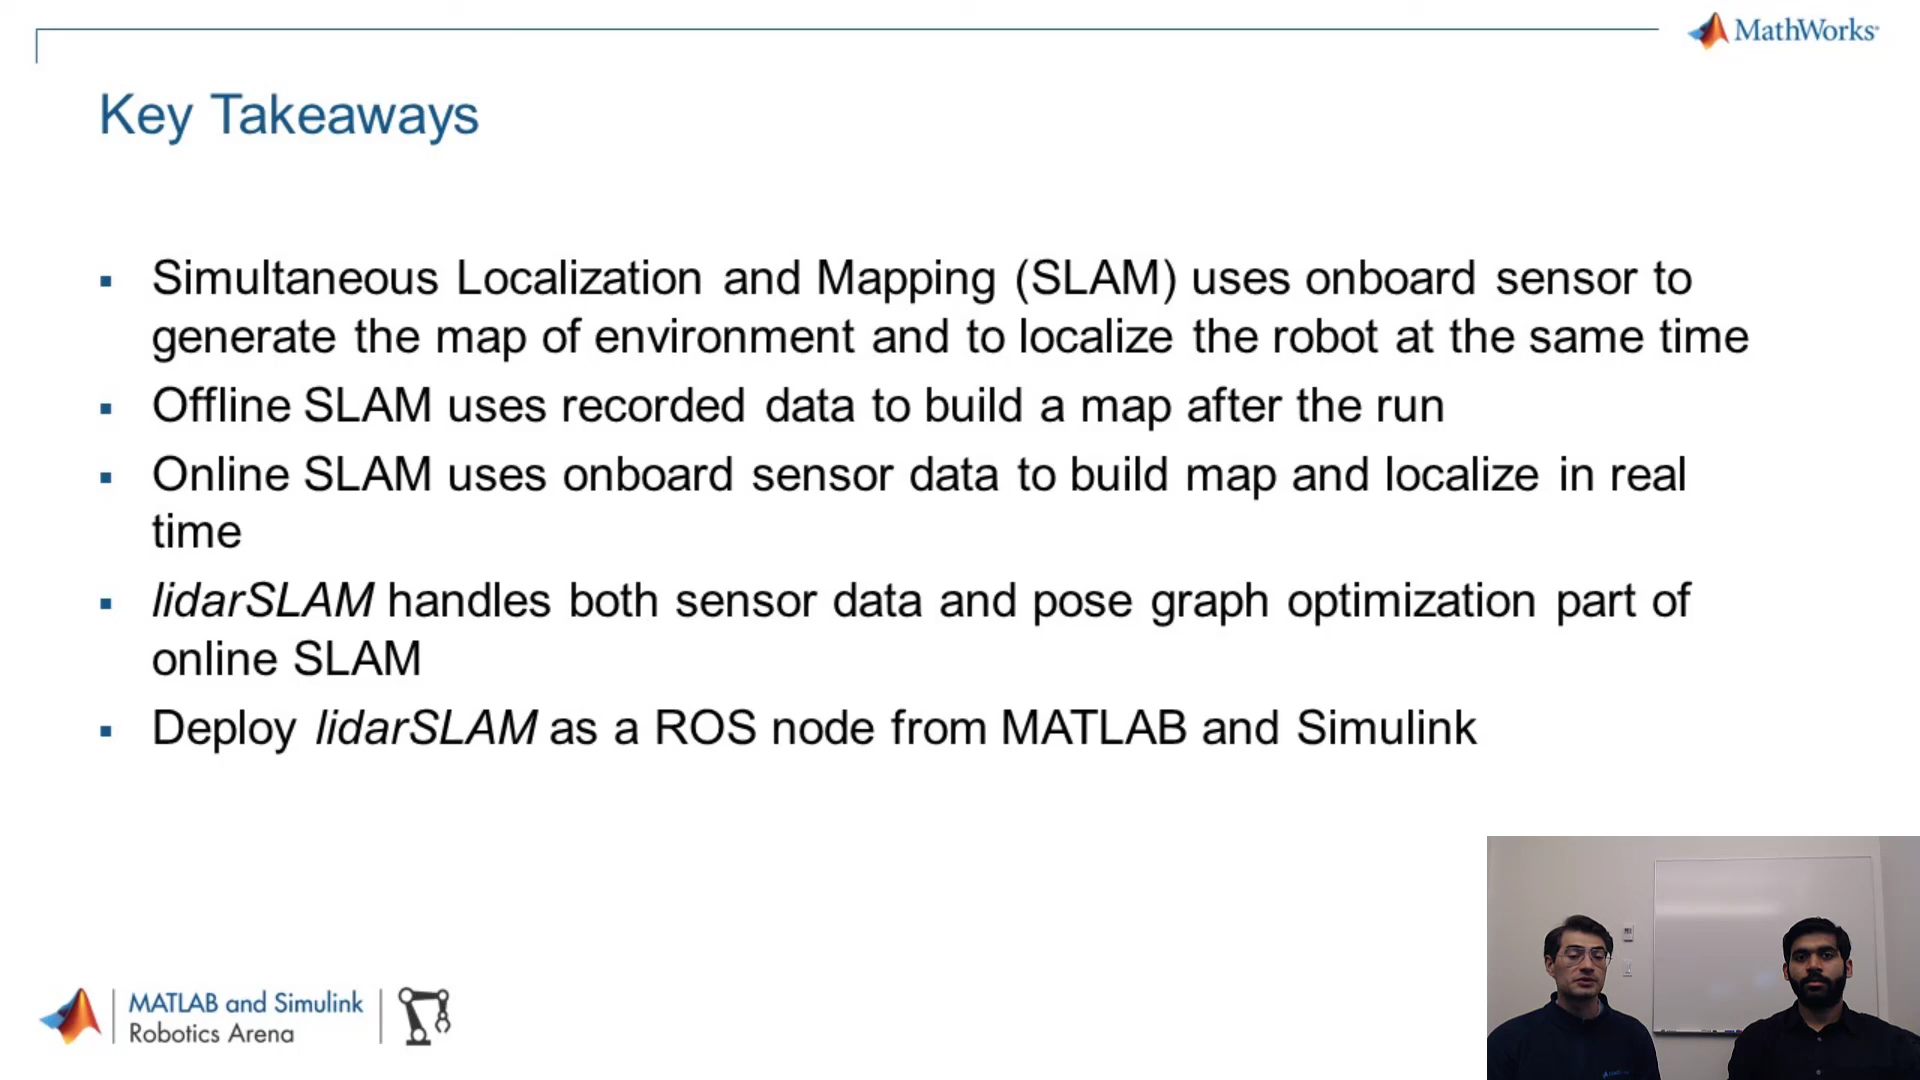 MathWorks®
Key Takeaways
▪ Simultaneous Localization and Mapping (SLAM) uses onboard sensor to
generate the map of environment and to localize the robot at the same time
▪ Offline SLAM uses recorded data to build a map after the run
▪ Online SLAM uses onboard sensor data to build map and localize in real
time
▪ lidarSLAM handles both sensor data and pose graph optimization part of
online SLAM
▪ Deploy lidarSLAM as a ROS node from MATLAB and Simulink
MATLAB and Simulink
Robotics Arena